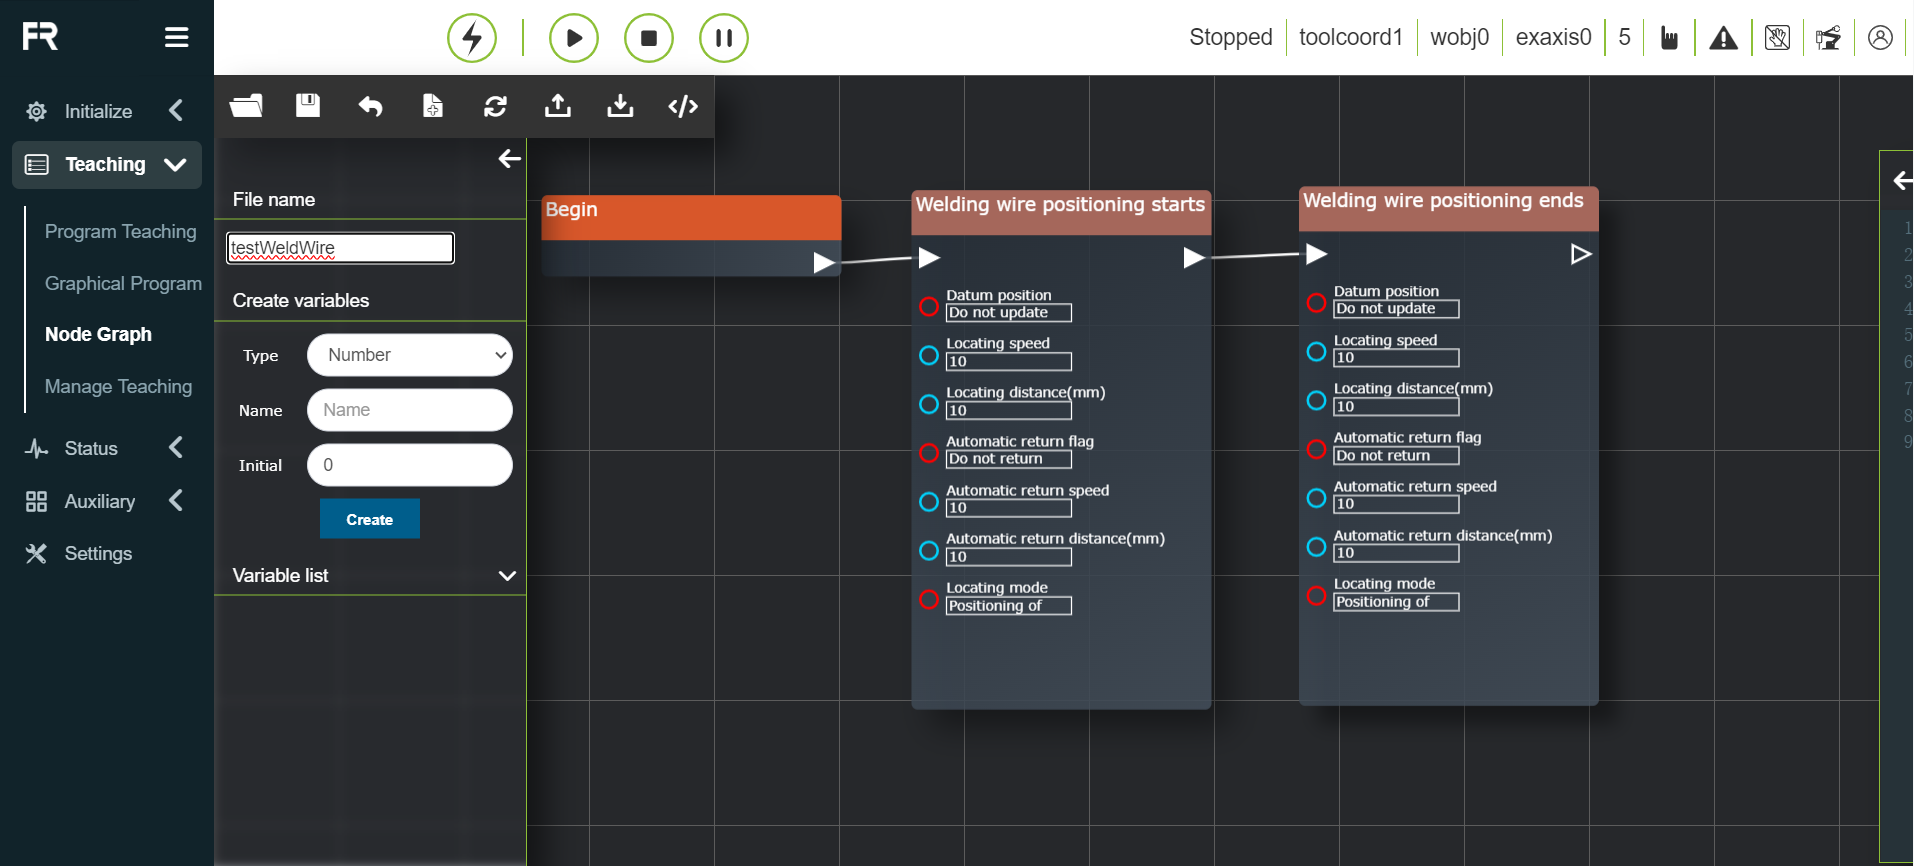 FR
Stopped
toolcoord1
wobj0
exaxis0
5
Initialize
Teaching
Program Teaching
Graphical Program
Node Graph
Manage Teaching
Status
Auxiliary
Settings
File name
testWeldWire
Create variables
Type
Number
Name
Name
Initial
0
Create
Variable list
Begin
Welding wire positioning starts
Datum position
Do not update
Locating speed
10
Locating distance(mm)
10
Automatic return flag
Do not return
Automatic return speed
10
Automatic return distance(mm)
10
Locating mode
Positioning of
Welding wire positioning ends
Datum position
Do not update
Locating speed
10
Locating distance(mm)
10
Automatic return flag
Do not return
Automatic return speed
10
Automatic return distance(mm)
10
Locating mode
Positioning of
1
2
3
4
5
6
7
8
9